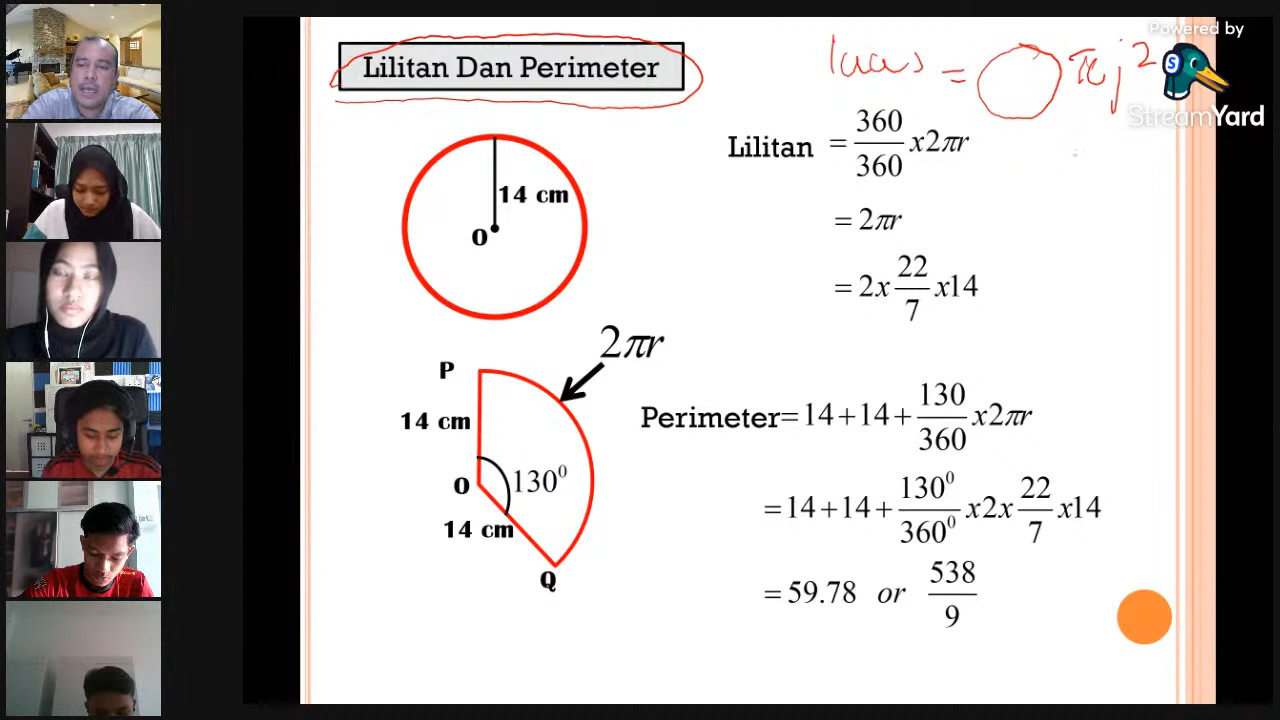 Powered by
StreamYard
Lilitan Dan Perimeter
luas = πj²
14 cm
O
Lilitan = 360/360 x2πr
= 2πr
= 2x 22/7 x14
2πr
P
14 cm
O
130⁰
14 cm
Q
Perimeter= 14+14+ 130/360 x2πr
= 14+14+ 130⁰/360⁰ x2x 22/7 x14
= 59.78 or 538/9